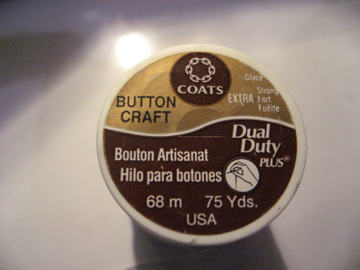 COATS
Glace
EXTRA Strong
Fort
Fuerte
BUTTON
CRAFT
Dual
Duty
PLUS®
Bouton Artisanat
Hilo para botones
68 m 75 Yds.
USA